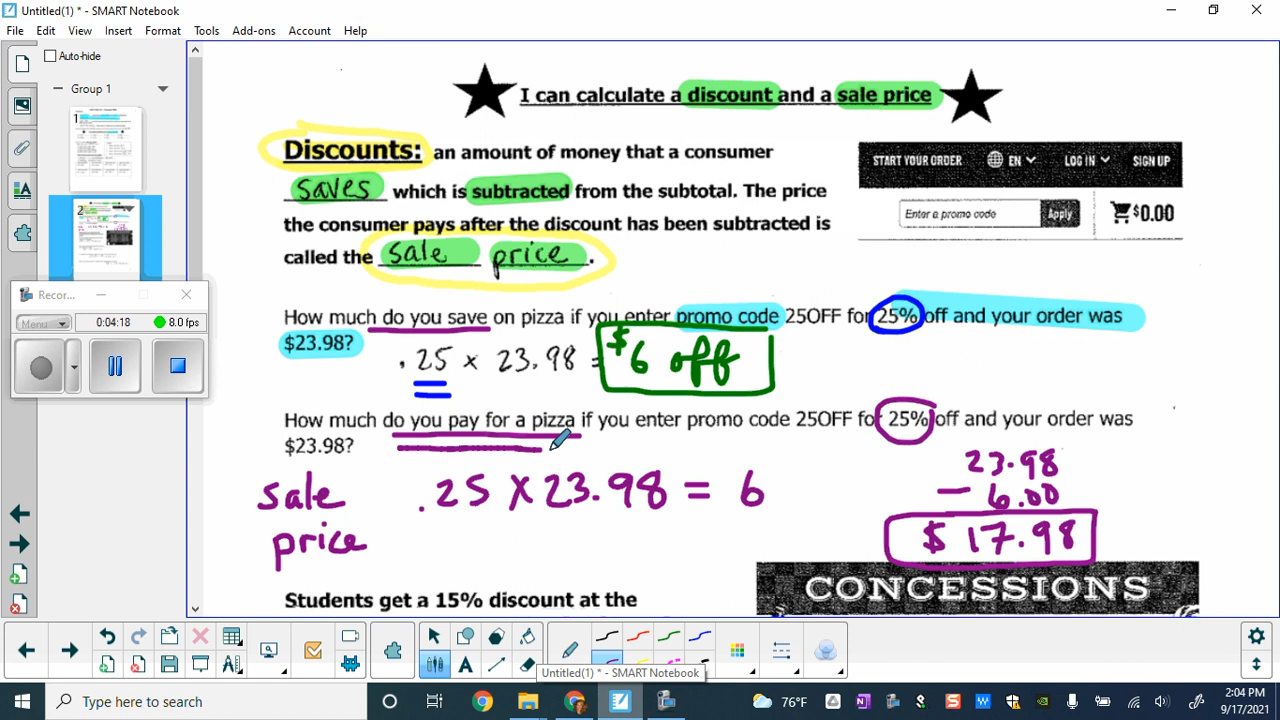 Untitled(1) * - SMART Notebook
File Edit View Insert Format Tools Add-ons Account Help
Auto-hide
Group 1
1
2
Recor...
Menu 0:04:18 8.0 fps
I can calculate a discount and a sale price
Discounts: an amount of money that a consumer
saves which is subtracted from the subtotal. The price
the consumer pays after the discount has been subtracted is
called the sale price.
START YOUR ORDER EN LOG IN SIGN UP
Enter a promo code Apply $0.00
How much do you save on pizza if you enter promo code 25OFF for 25% off and your order was
$23.98?
.25 x 23.98 = $6 off
How much do you pay for a pizza if you enter promo code 25OFF for 25% off and your order was
$23.98?
sale
price
.25 x 23.98 = 6
23.98
- 6.00
$ 17.98
CONCESSIONS
Students get a 15% discount at the
Untitled(1) * - SMART Notebook
Type here to search
76°F
2:04 PM
9/17/2021